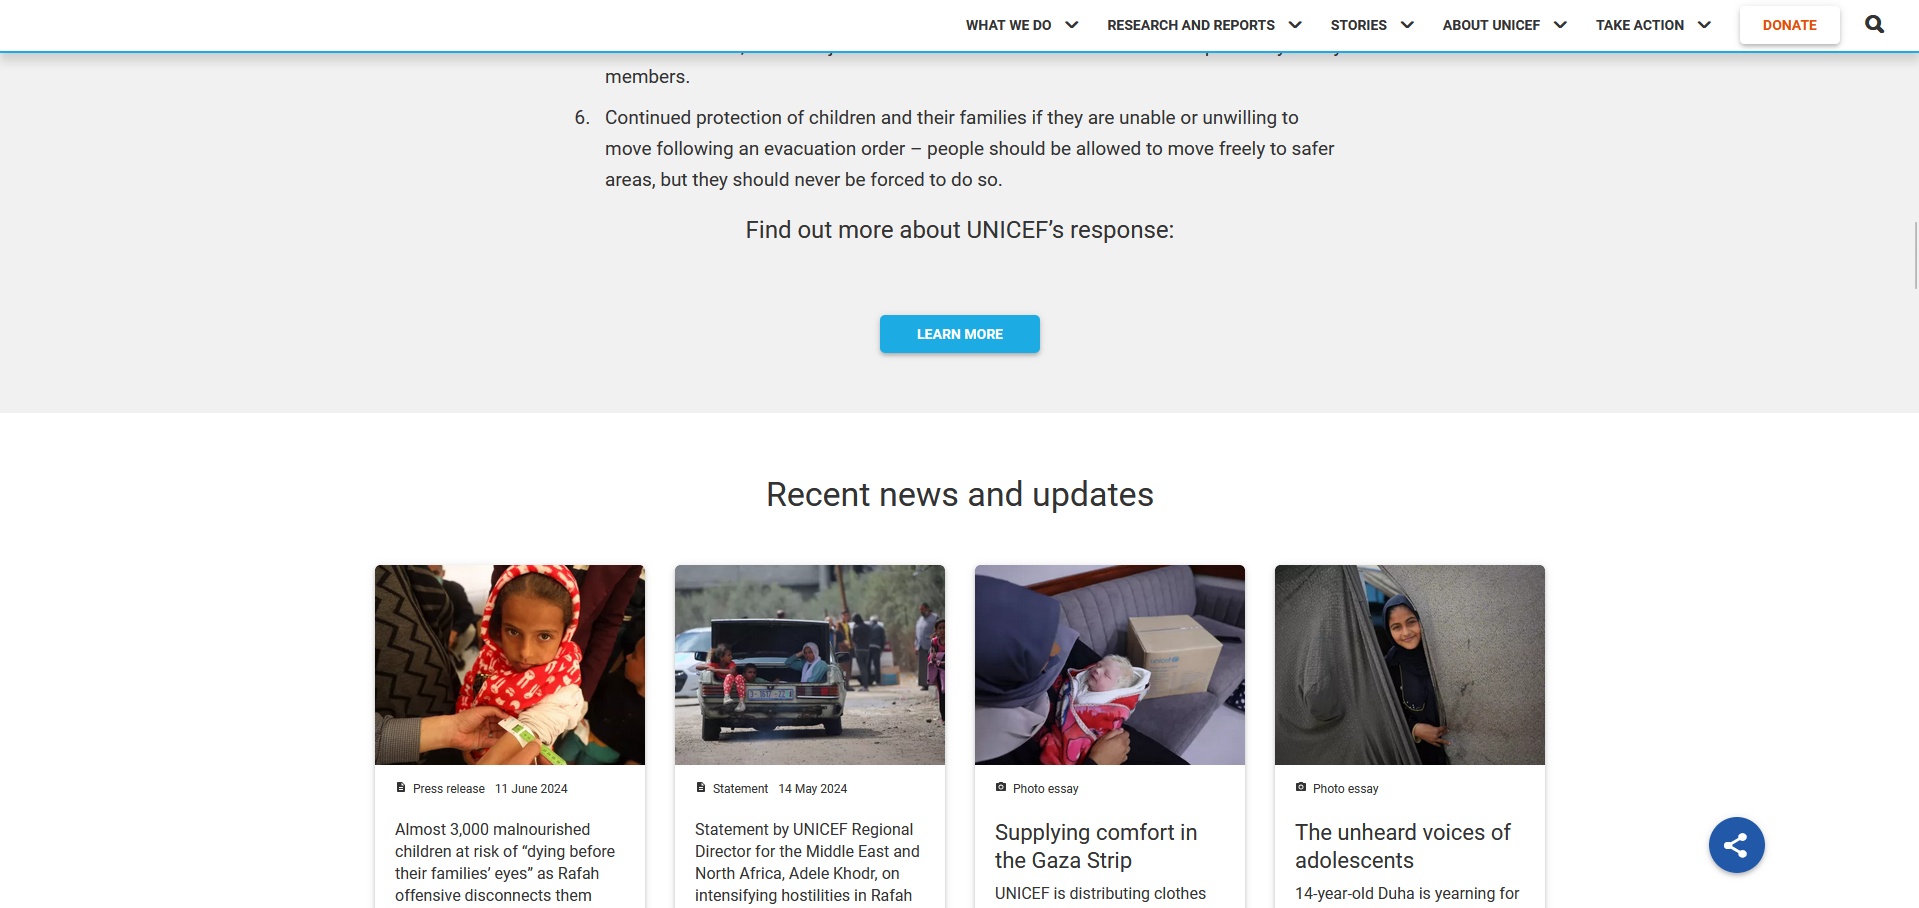 WHAT WE DO
RESEARCH AND REPORTS
STORIES
ABOUT UNICEF
TAKE ACTION
DONATE
members.
6. Continued protection of children and their families if they are unable or unwilling to
move following an evacuation order – people should be allowed to move freely to safer
areas, but they should never be forced to do so.
Find out more about UNICEF’s response:
LEARN MORE
Recent news and updates
unicef
Press release 11 June 2024
Almost 3,000 malnourished
children at risk of “dying before
their families’ eyes” as Rafah
offensive disconnects them
Statement 14 May 2024
Statement by UNICEF Regional
Director for the Middle East and
North Africa, Adele Khodr, on
intensifying hostilities in Rafah
Photo essay
Supplying comfort in
the Gaza Strip
UNICEF is distributing clothes
Photo essay
The unheard voices of
adolescents
14-year-old Duha is yearning for